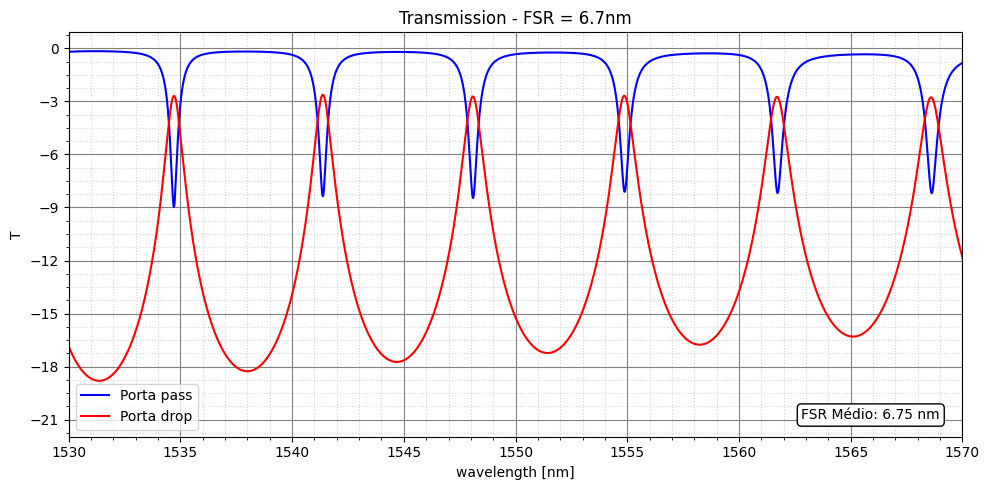 Transmission - FSR = 6.7nm
T
0
−3
−6
−9
−12
−15
−18
−21
Porta pass
Porta drop
FSR Médio: 6.75 nm
1530 1535 1540 1545 1550 1555 1560 1565 1570
wavelength [nm]